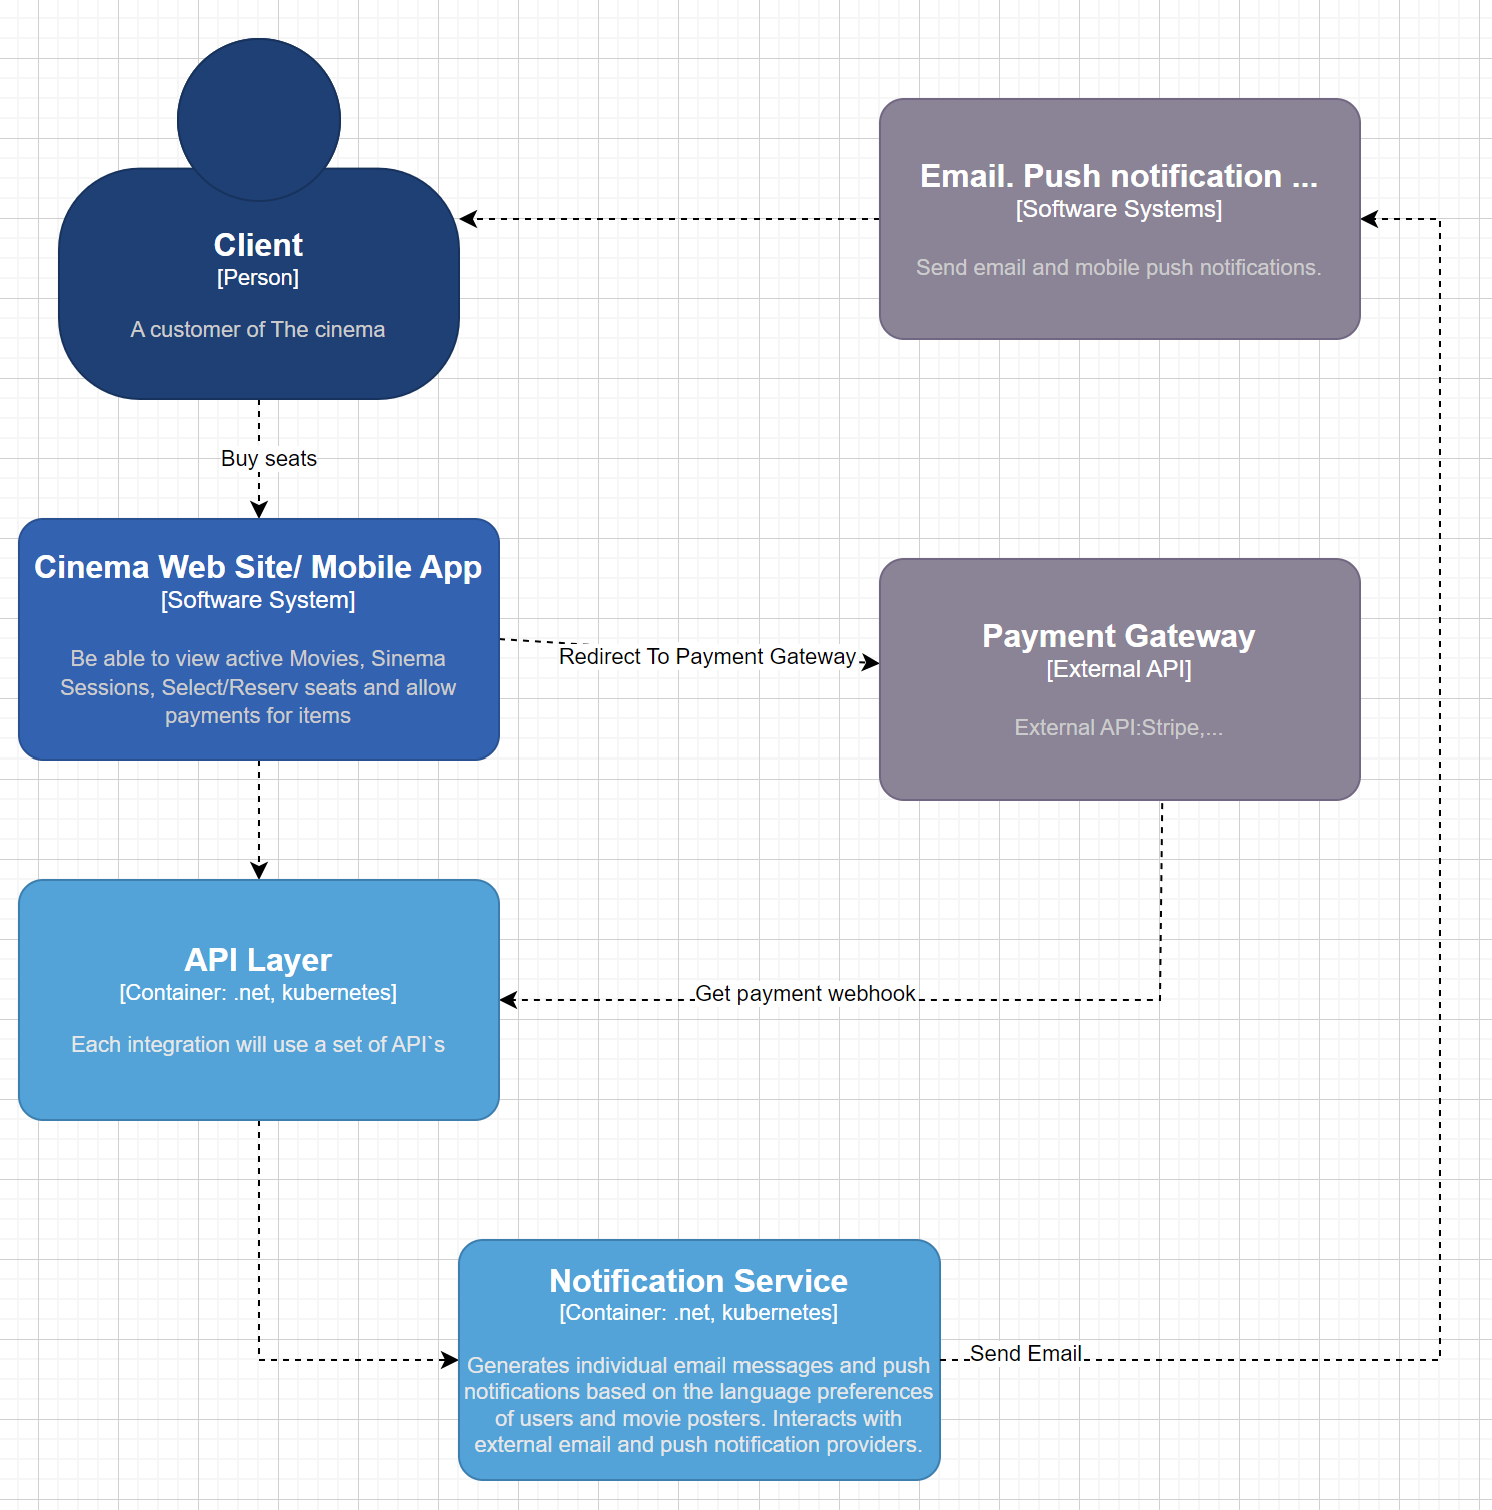 Client
[Person]
A customer of The cinema
Email. Push notification ...
[Software Systems]
Send email and mobile push notifications.
Buy seats
Cinema Web Site/ Mobile App
[Software System]
Be able to view active Movies, Sinema
Sessions, Select/Reserv seats and allow
payments for items
Redirect To Payment Gateway
Payment Gateway
[External API]
External API:Stripe,...
API Layer
[Container: .net, kubernetes]
Each integration will use a set of API`s
Get payment webhook
Notification Service
[Container: .net, kubernetes]
Generates individual email messages and push
notifications based on the language preferences
of users and movie posters. Interacts with
external email and push notification providers.
Send Email